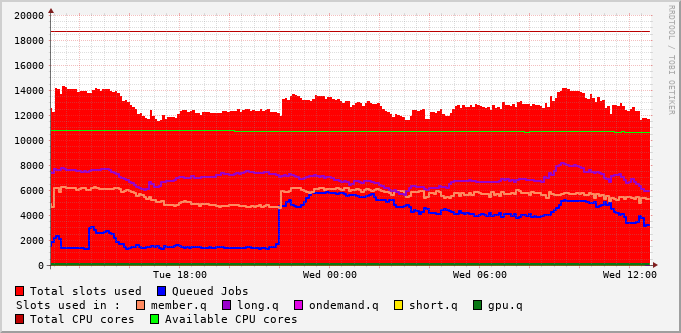 20000
18000
16000
14000
12000
10000
8000
6000
4000
2000
0
Tue 18:00 Wed 00:00 Wed 06:00 Wed 12:00
Total slots used Queued Jobs
Slots used in : member.q long.q ondemand.q short.q gpu.q
Total CPU cores Available CPU cores
RRDTOOL / TOBI OETIKER